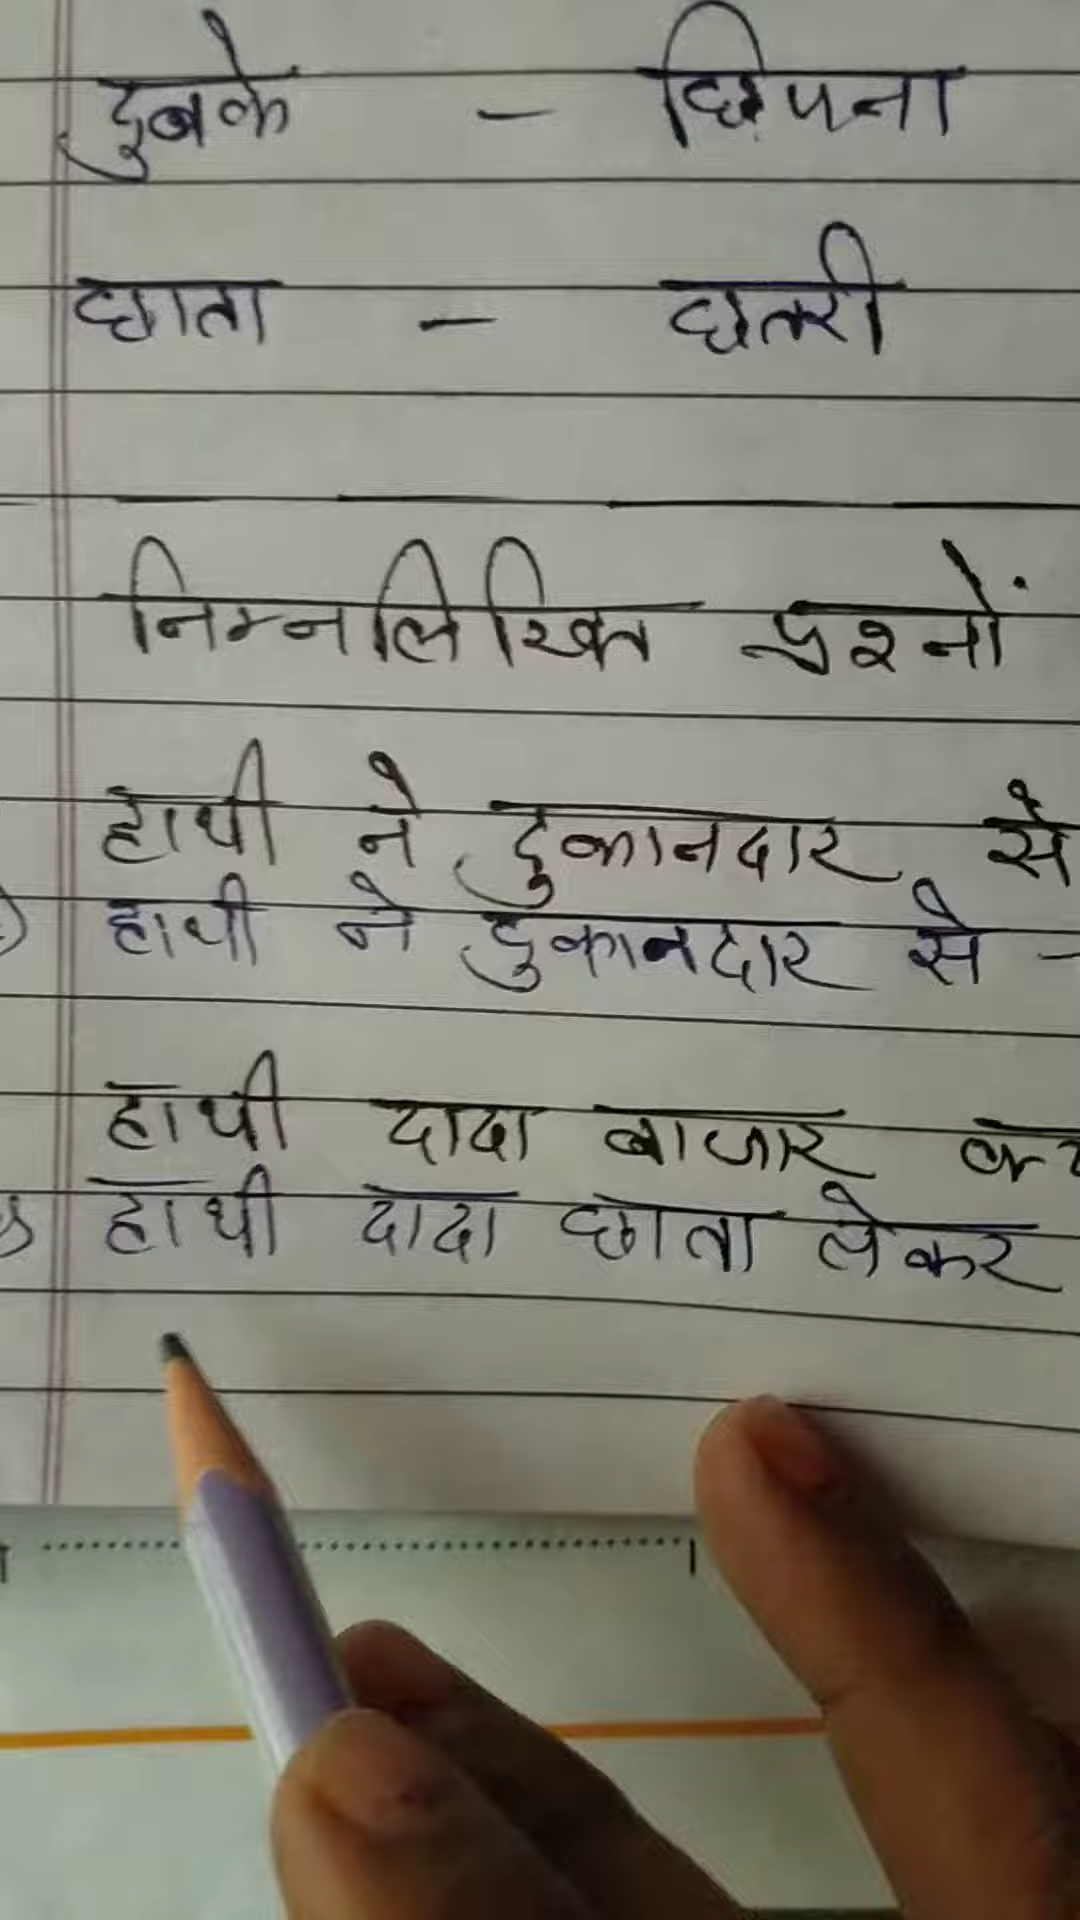 दुबके - छिपना
छाता - छतरी
निम्नलिखित प्रश्नों
हाथी ने दुकानदार से
हाथी ने दुकानदार से -
हाथी दादा बाजार
हाथी दादा छाता लेकर